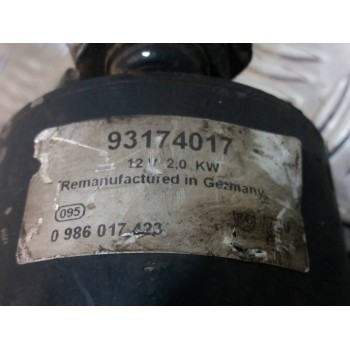 93174017
12 V 2,0 KW
Remanufactured in Germany
095
0 986 017 423